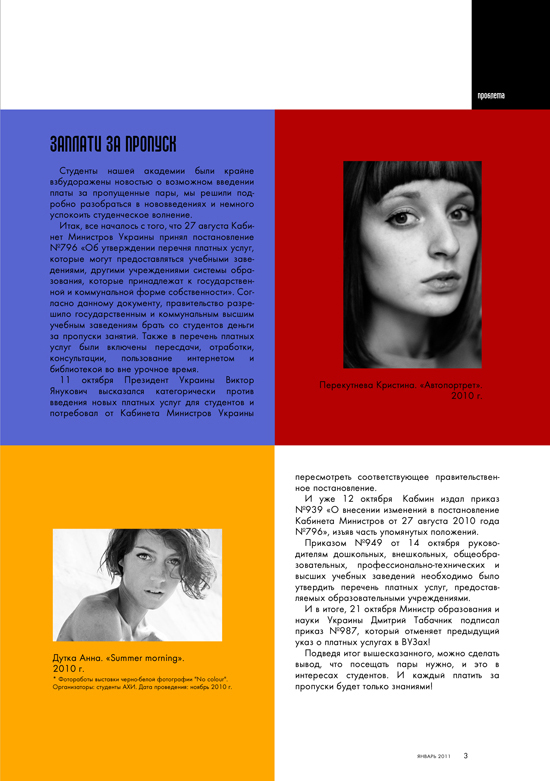 проблема
ЗАПЛАТИ ЗА ПРОПУСК
Студенты нашей академии были крайне
взбудоражены новостью о возможном введении
платы за пропущенные пары, мы решили под-
робно разобраться в нововведениях и немного
успокоить студенческое волнение.
Итак, все началось с того, что 27 августа Каби-
нет Министров Украины принял постановление
№796 «Об утверждении перечня платных услуг,
которые могут предоставляться учебными заве-
дениями, другими учреждениями системы обра-
зования, которые принадлежат к государствен-
ной и коммунальной форме собственности». Сог-
ласно данному документу, правительство разре-
шило государственным и коммунальным высшим
учебным заведениям брать со студентов деньги
за пропуски занятия. Также в перечень платных
услуг были включены пересдачи, отработки,
консультации, пользование интернетом и
библиотекой во вне урочное время.
11 октября Президент Украины Виктор
Янукович высказался категорически против
введения новых платных услуг для студентов и
потребовал от Кабинета Министров Украины
Перекутнева Кристина. «Автопортрет».
2010 г.
Дутка Анна. «Summer morning».
2010 г.
* Фотоработы выставки черно-белой фотографии "No colour".
Организаторы: студенты АХИ. Дата проведения: ноябрь 2010 г.
пересмотреть соответствующее правительствен-
ное постановление.
И уже 12 октября Кабмин издал приказ
№939 «О внесении изменений в постановление
Кабинета Министров от 27 августа 2010 года
№796», изъяв часть упомянутых положений.
Приказом №949 от 14 октября руково-
дителям дошкольных, внешкольных, общеобра-
зовательных, профессионально-технических и
высших учебных заведений необходимо было
утвердить перечень платных услуг, предостав-
ляемых образовательными учреждениями.
И в итоге, 21 октября Министр образования и
науки Украины Дмитрий Табачник подписал
приказ №987, который отменяет предыдущий
указ о платных услугах в ВУЗах!
Подведя итог вышесказанного, можно сделать
вывод, что посещать пары нужно, и это в
интересах студентов. И каждый платить за
пропуски будет только знаниями!
ЯНВАРЬ 2011 3